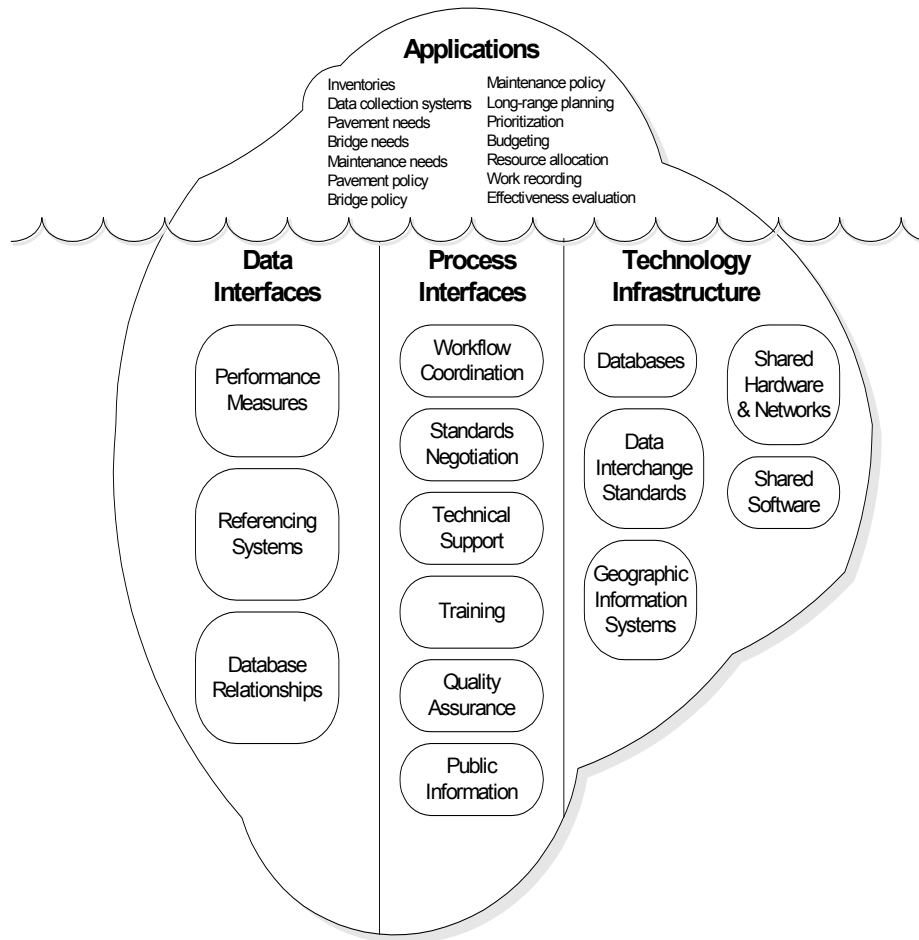 Applications
Inventories
Data collection systems
Pavement needs
Bridge needs
Maintenance needs
Pavement policy
Bridge policy
Maintenance policy
Long-range planning
Prioritization
Budgeting
Resource allocation
Work recording
Effectiveness evaluation
Data
Interfaces
Performance
Measures
Referencing
Systems
Database
Relationships
Process
Interfaces
Workflow
Coordination
Standards
Negotiation
Technical
Support
Training
Quality
Assurance
Public
Information
Technology
Infrastructure
Databases
Data
Interchange
Standards
Geographic
Information
Systems
Shared
Hardware
& Networks
Shared
Software